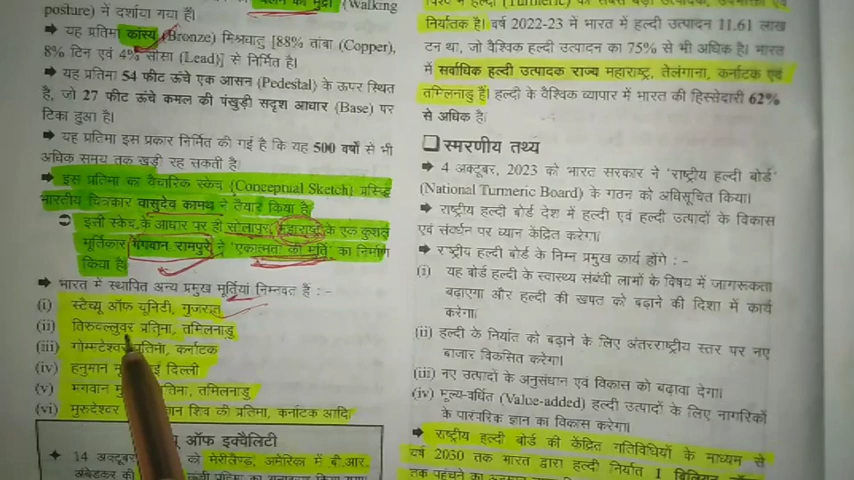 चलने की मुद्रा (Walking
posture) में दर्शाया गया है।
➡ यह प्रतिमा कांस्य (Bronze) मिश्रधातु [88% तांबा (Copper),
8% टिन एवं 4% सीसा (Lead)] से निर्मित है।
➡ यह प्रतिमा 54 फीट ऊंचे एक आसन (Pedestal) के ऊपर स्थित
है, जो 27 फीट ऊंचे कमल की पंखुड़ी सदृश आधार (Base) पर
टिका हुआ है।
➡ यह प्रतिमा इस प्रकार निर्मित की गई है कि यह 500 वर्षों से भी
अधिक समय तक खड़ी रह सकती है।
➡ इस प्रतिमा का वैचारिक स्केच (Conceptual Sketch) प्रसिद्ध
भारतीय चित्रकार वासुदेव कामथ ने तैयार किया है
इसी स्केच के आधार पर ही सोलापुर, महाराष्ट्र के एक कुशल
मूर्तिकार भगवान रामपुरे ने 'एकात्मता की मूर्ति' का निर्माण
किया है।
➡ भारत में स्थापित अन्य प्रमुख मूर्तियां निम्नवत हैं :-
(i) स्टैच्यू ऑफ यूनिटी, गुजरात
(ii) तिरुवल्लुवर प्रतिमा, तमिलनाडु
(iii) गोम्मटेश्वर प्रतिमा, कर्नाटक
(iv) हनुमान दिल्ली
(v) भगवान तमिलनाडु
(vi) मुरुदेश्वर शिव की प्रतिमा, कर्नाटक आदि
ऑफ इक्वैलिटी
✦ 14 अक्टूबर, को मेरीलैण्ड, अमेरिका में बी.आर.
अंबेडकर की
(Turmeric)
निर्यातक है। वर्ष 2022-23 में भारत में हल्दी उत्पादन 11.61 लाख
टन था, जो वैश्विक हल्दी उत्पादन का 75% से भी अधिक है। भारत
में सर्वाधिक हल्दी उत्पादक राज्य महाराष्ट्र, तेलंगाना, कर्नाटक एवं
तमिलनाडु हैं। हल्दी के वैश्विक व्यापार में भारत की हिस्सेदारी 62%
से अधिक है।
❑ स्मरणीय तथ्य
➡ 4 अक्टूबर, 2023 को भारत सरकार ने 'राष्ट्रीय हल्दी बोर्ड'
(National Turmeric Board) के गठन को अधिसूचित किया।
➡ राष्ट्रीय हल्दी बोर्ड देश में हल्दी एवं हल्दी उत्पादों के विकास
एवं संवर्धन पर ध्यान केंद्रित करेगा।
➡ राष्ट्रीय हल्दी बोर्ड के निम्न प्रमुख कार्य होंगे :-
(i) यह बोर्ड हल्दी के स्वास्थ्य संबंधी लाभों के विषय में जागरूकता
बढ़ाएगा और हल्दी की खपत को बढ़ाने की दिशा में कार्य
करेगा।
(ii) हल्दी के निर्यात को बढ़ाने के लिए अंतरराष्ट्रीय स्तर पर नए
बाजार विकसित करेगा।
(iii) नए उत्पादों के अनुसंधान एवं विकास को बढ़ावा देगा।
(iv) मूल्य-वर्धित (Value-added) हल्दी उत्पादों के लिए नागरिकों
के पारंपरिक ज्ञान का विकास करेगा।
➡ राष्ट्रीय हल्दी बोर्ड की केंद्रित गतिविधियों के माध्यम से
वर्ष 2030 तक भारत द्वारा हल्दी निर्यात 1 बिलियन
तक पहुंचने का